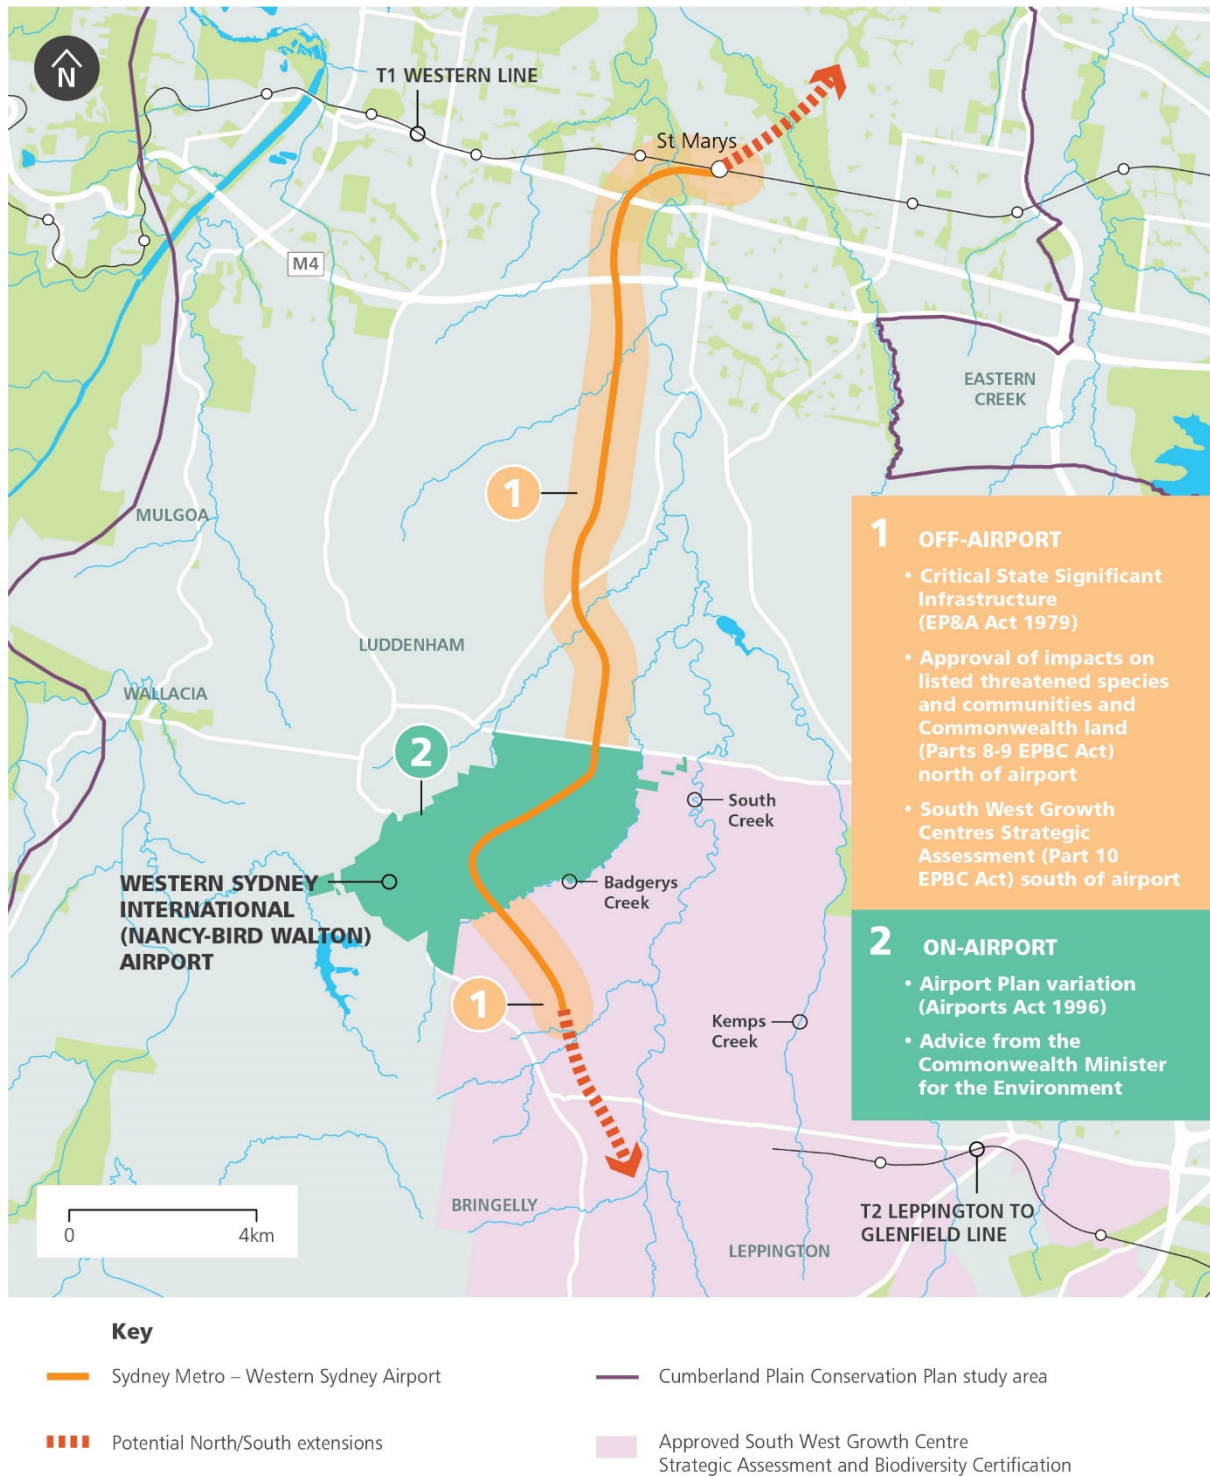 N
T1 WESTERN LINE
St Marys
M4
EASTERN
CREEK
1
MULGOA
LUDDENHAM
WALLACIA
2
South
Creek
WESTERN SYDNEY
INTERNATIONAL
(NANCY-BIRD WALTON)
AIRPORT
Badgerys
Creek
1
Kemps
Creek
BRINGELLY
LEPPINGTON
T2 LEPPINGTON TO
GLENFIELD LINE
0 4km
1 OFF-AIRPORT
• Critical State Significant
Infrastructure
(EP&A Act 1979)
• Approval of impacts on
listed threatened species
and communities and
Commonwealth land
(Parts 8-9 EPBC Act)
north of airport
• South West Growth
Centres Strategic
Assessment (Part 10
EPBC Act) south of airport
2 ON-AIRPORT
• Airport Plan variation
(Airports Act 1996)
• Advice from the
Commonwealth Minister
for the Environment
Key
Sydney Metro – Western Sydney Airport
Potential North/South extensions
Cumberland Plain Conservation Plan study area
Approved South West Growth Centre
Strategic Assessment and Biodiversity Certification